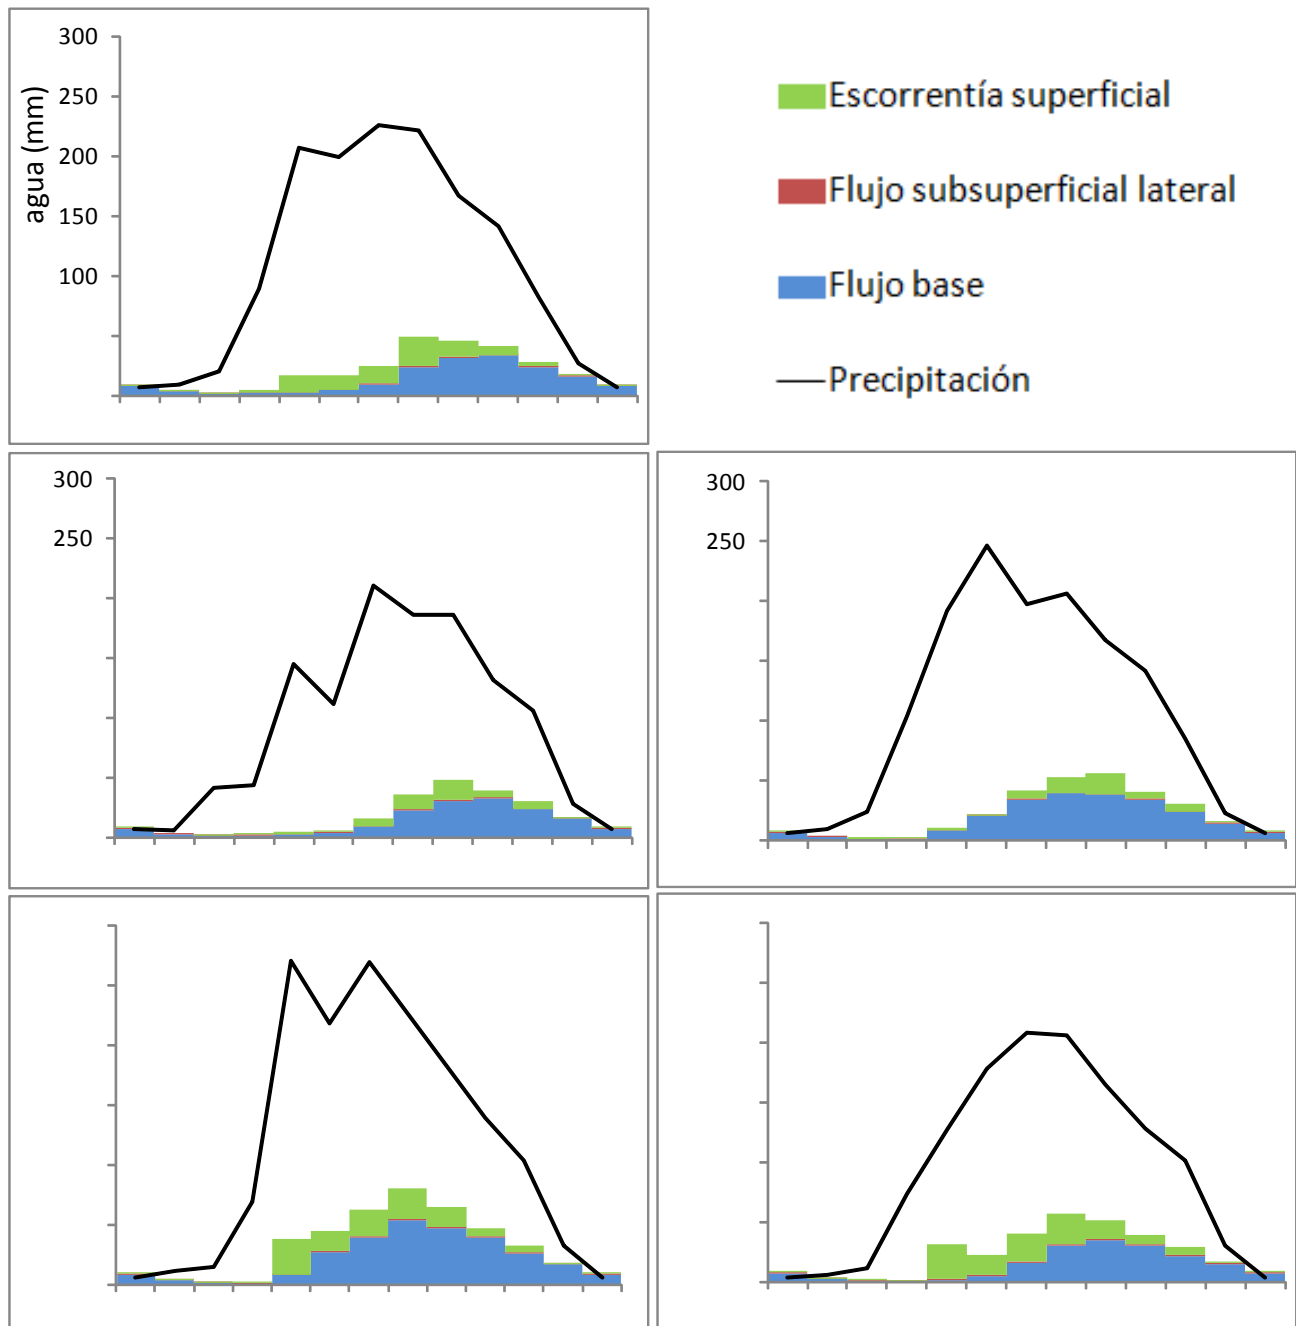 300
250
200
150
100
agua (mm)
Escorrentía superficial
Flujo subsuperficial lateral
Flujo base
Precipitación
300
250
300
250